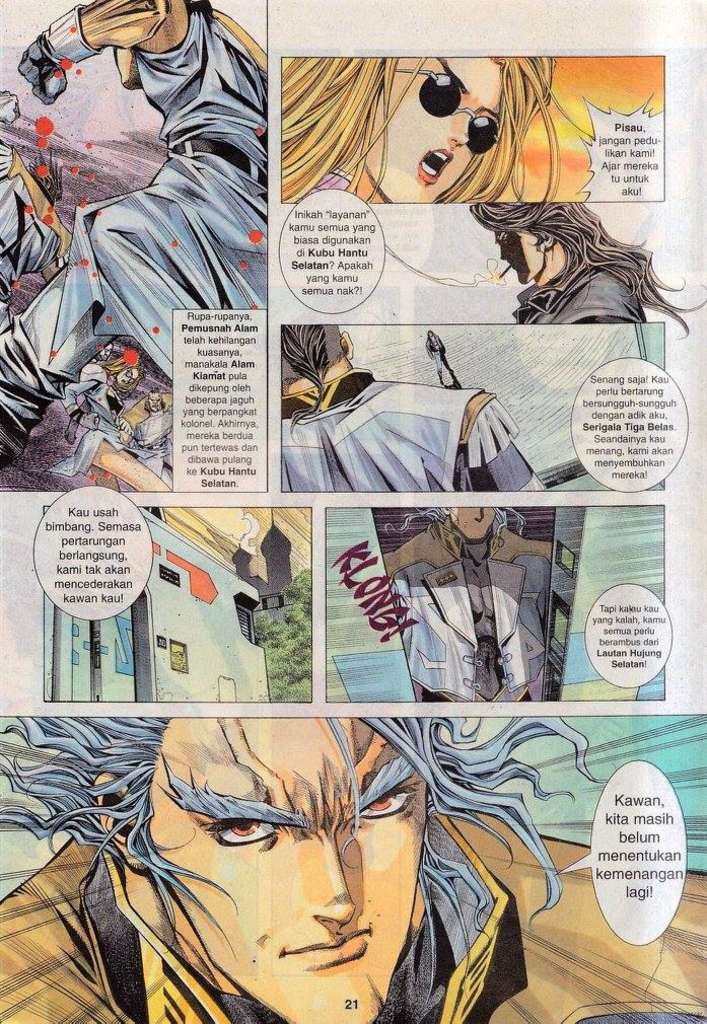 Pisau,
jangan pedu-
likan kami!
Ajar mereka
tu untuk
aku!
Inikah "layanan"
kamu semua yang
biasa digunakan
di Kubu Hantu
Selatan? Apakah
yang kamu
semua nak?!
Rupa-rupanya,
Pemusnah Alam
telah kehilangan
kuasanya,
manakala Alam
Kiamat pula
dikepung oleh
beberapa jaguh
yang berpangkat
kolonel. Akhirnya,
mereka berdua
pun tertewas dan
dibawa pulang
ke Kubu Hantu
Selatan.
Senang saja! Kau
perlu bertarung
bersungguh-sungguh
dengan adik aku,
Serigala Tiga Belas.
Seandainya kau
menang, kami akan
menyembuhkan
mereka!
Kau usah
bimbang. Semasa
pertarungan
berlangsung,
kami tak akan
mencederakan
kawan kau!
KLONG!
Tapi kalau kau
yang kalah, kamu
semua perlu
berambus dari
Lautan Hujung
Selatan!
Kawan,
kita masih
belum
menentukan
kemenangan
lagi!
21